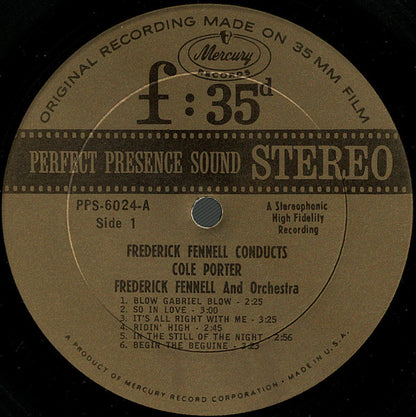 ORIGINAL RECORDING MADE ON 35 MM FILM
Mercury
RECORDS
f:35d
PERFECT PRESENCE SOUND STEREO
PPS-6024-A
Side 1
A Stereophonic
High Fidelity
Recording
FREDERICK FENNELL CONDUCTS
COLE PORTER
FREDERICK FENNELL And Orchestra
1. BLOW GABRIEL BLOW - 2:25
2. SO IN LOVE - 3:00
3. IT'S ALL RIGHT WITH ME - 3:25
4. RIDIN' HIGH - 2:45
5. IN THE STILL OF THE NIGHT - 2:56
6. BEGIN THE BEGUINE - 3:23
A PRODUCT OF MERCURY RECORD CORPORATION • MADE IN U.S.A.